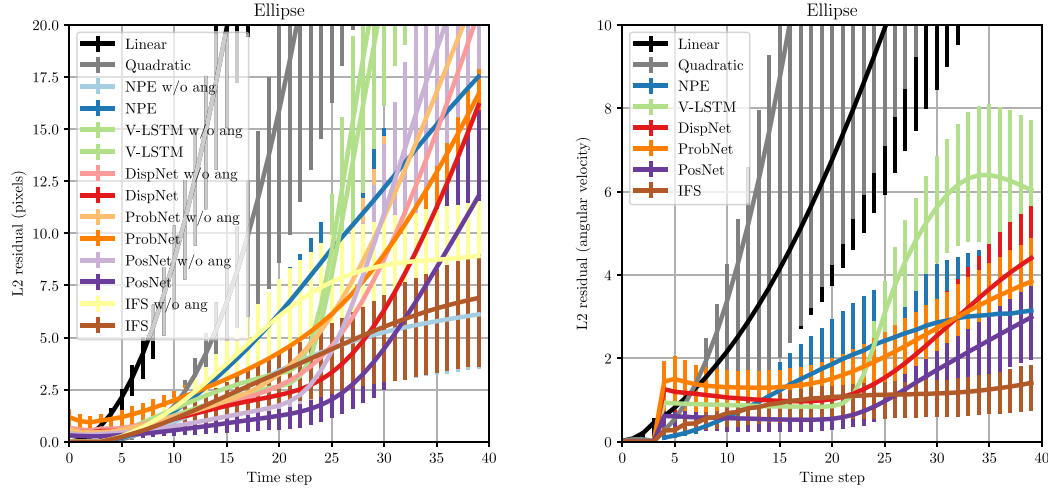 Ellipse
L2 residual (pixels)
20.0
17.5
15.0
12.5
10.0
7.5
5.0
2.5
0.0
Linear
Quadratic
NPE w/o ang
NPE
V-LSTM w/o ang
V-LSTM
DispNet w/o ang
DispNet
ProbNet w/o ang
ProbNet
PosNet w/o ang
PosNet
IFS w/o ang
IFS
0 5 10 15 20 25 30 35 40
Time step
Ellipse
L2 residual (angular velocity)
10
8
6
4
2
0
Linear
Quadratic
NPE
V-LSTM
DispNet
ProbNet
PosNet
IFS
0 5 10 15 20 25 30 35 40
Time step